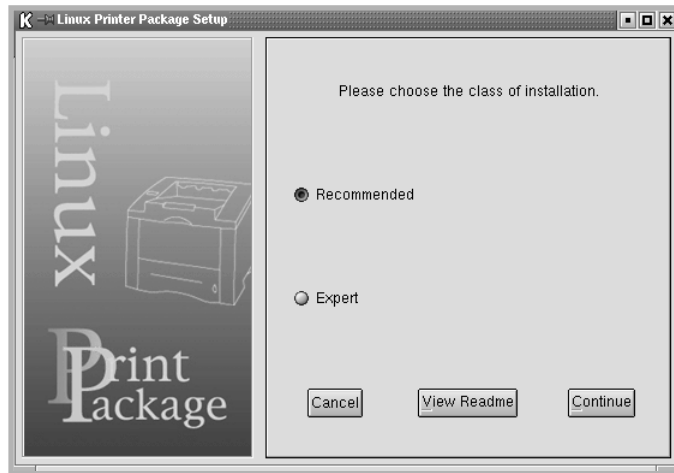 Linux Printer Package Setup
Linux
Print
Package
Please choose the class of installation.
Recommended
Expert
Cancel
View Readme
Continue